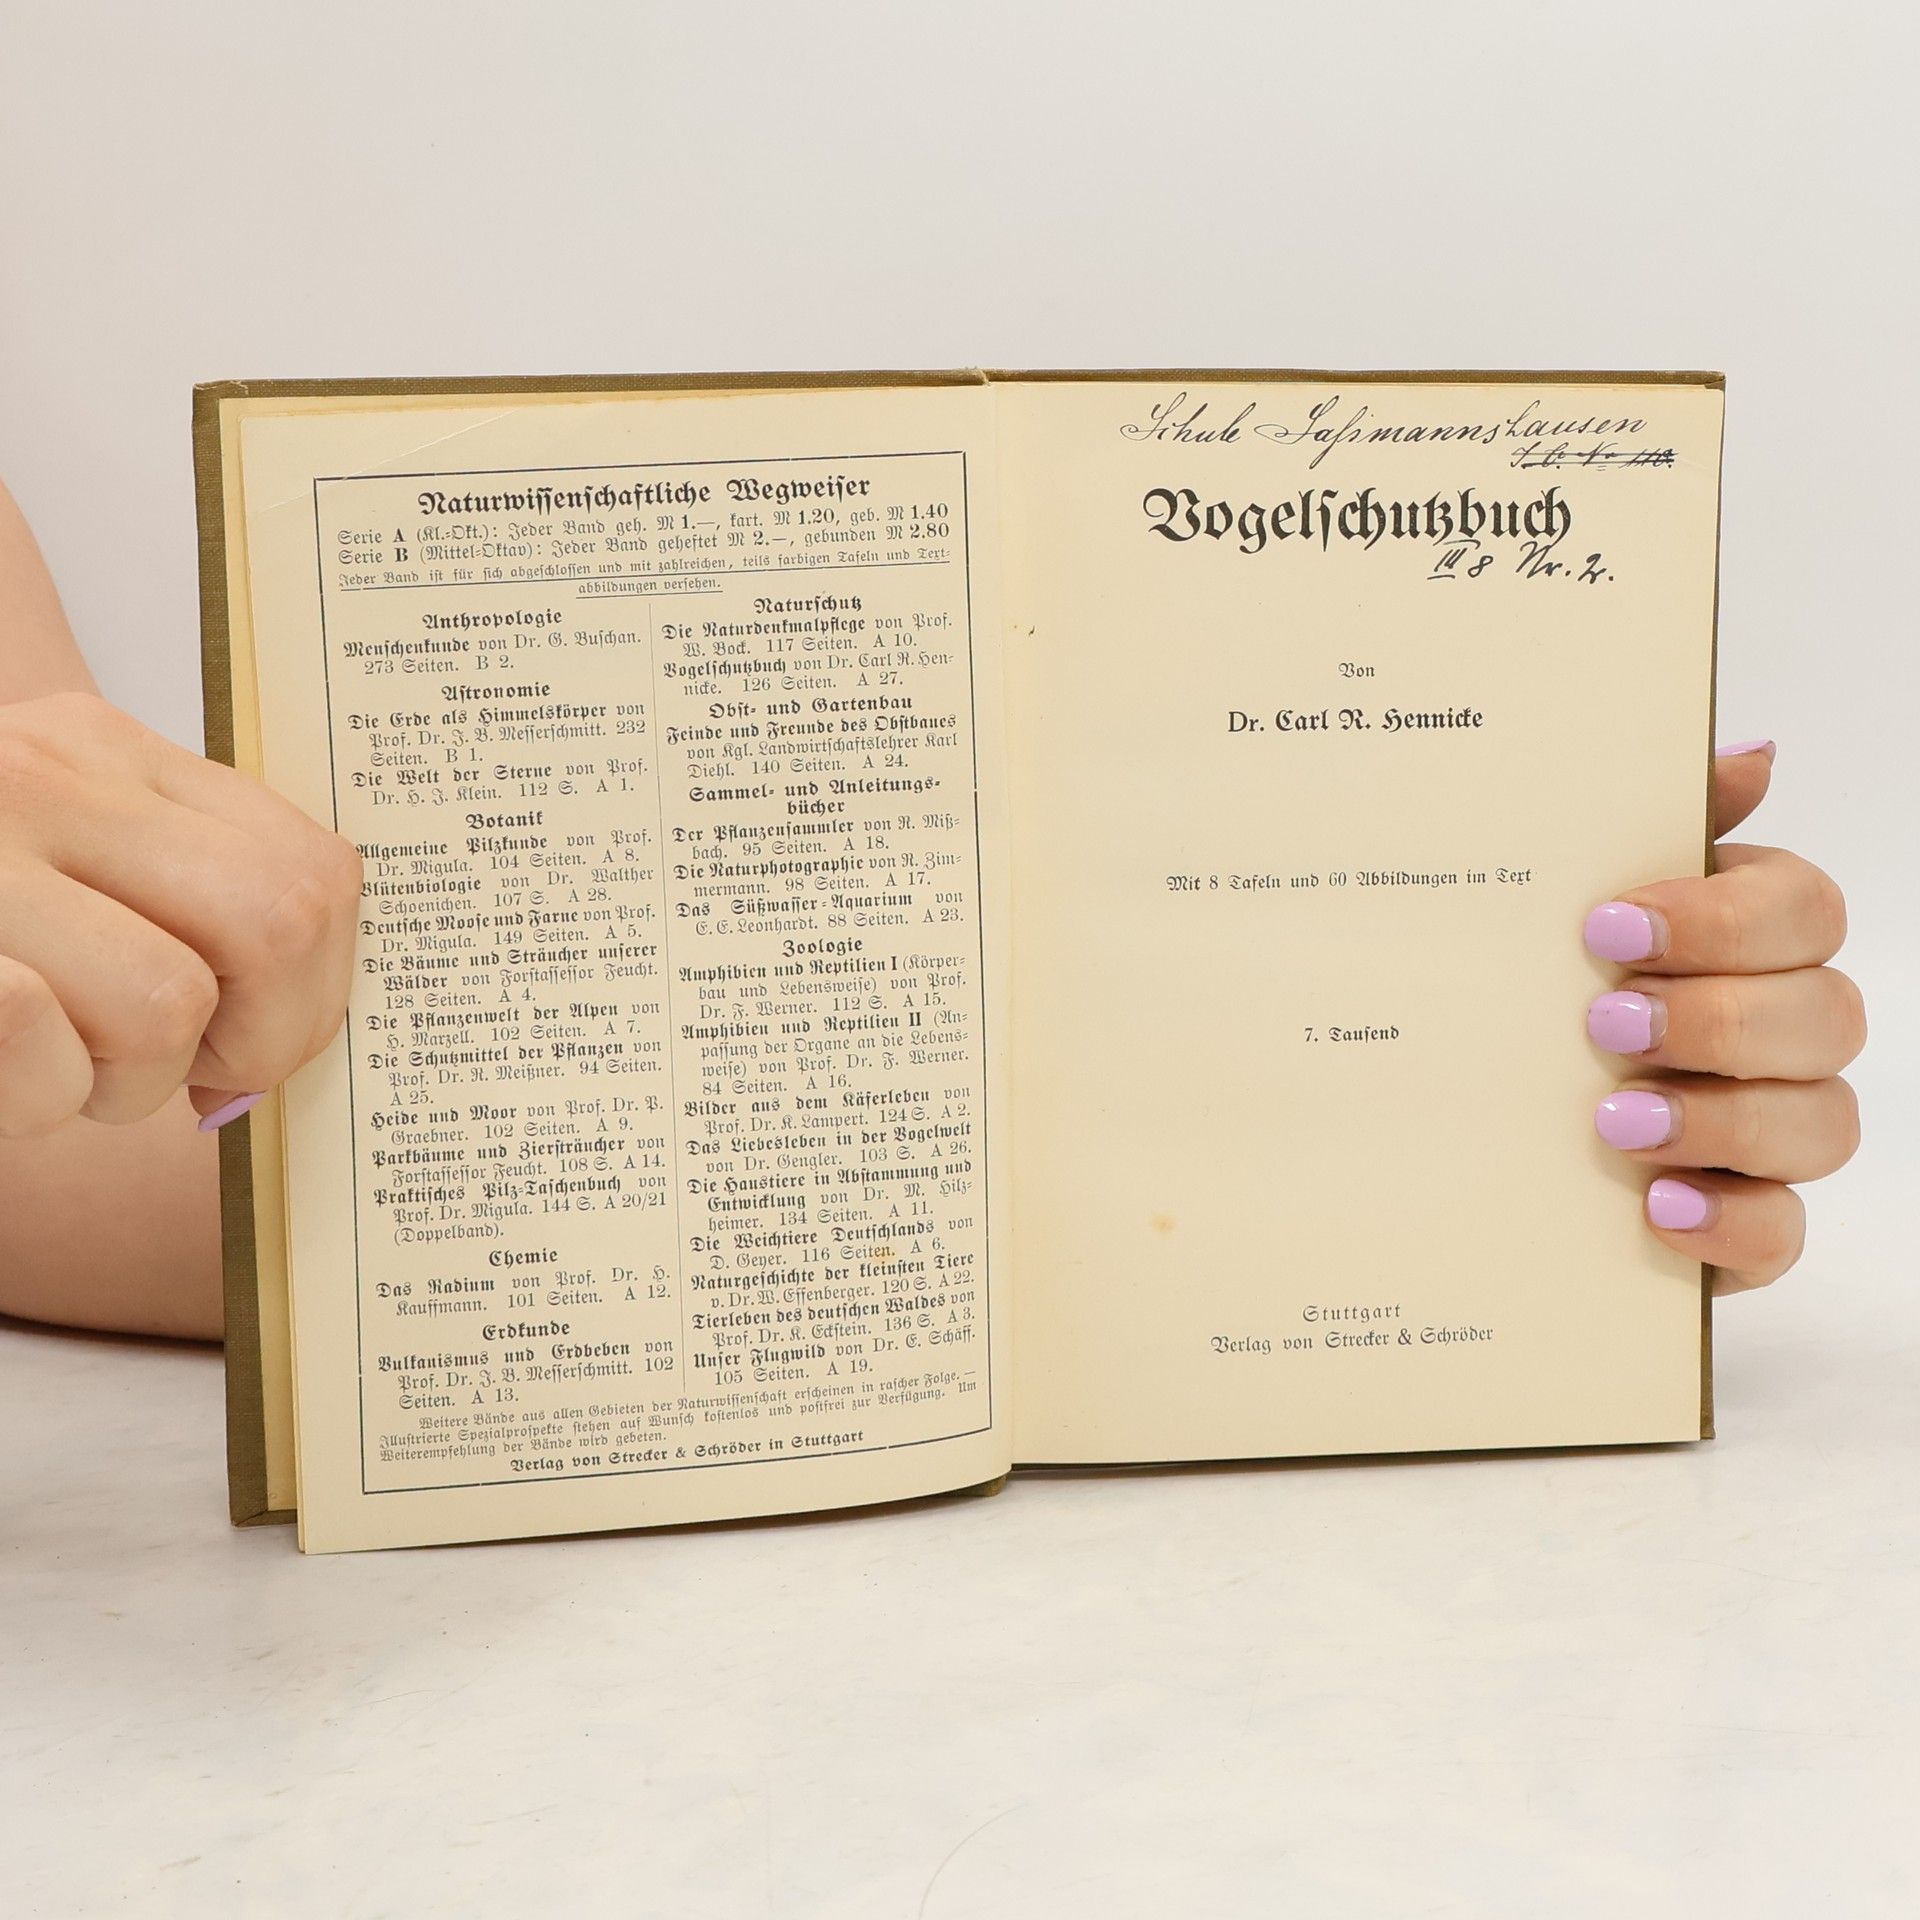 Naturwissenschaftliche Wegweiser
Serie A (Kl.=Okt.): Jeder Band geh. M 1.—, kart. M 1.20, geb. M 1.40
Serie B (Mittel=Oktav): Jeder Band geheftet M 2.—, gebunden M 2.80
Jeder Band ist für sich abgeschlossen und mit zahlreichen, teils farbigen Tafeln und Text=
abbildungen versehen.
Anthropologie
Menschenkunde von Dr. G. Buschan.
273 Seiten. B 2.
Astronomie
Die Erde als Himmelskörper von
Prof. Dr. J. B. Messerschmitt. 232
Seiten. B 1.
Die Welt der Sterne von Prof.
Dr. H. J. Klein. 112 S. A 1.
Botanik
Allgemeine Pilzkunde von Prof.
Dr. Migula. 104 Seiten. A 8.
Blütenbiologie von Dr. Walther
Schoenichen. 107 S. A 28.
Deutsche Moose und Farne von Prof.
Dr. Migula. 149 Seiten. A 5.
Die Bäume und Sträucher unserer
Wälder von Forstassessor Feucht.
128 Seiten. A 4.
Die Pflanzenwelt der Alpen von
H. Marzell. 102 Seiten. A 7.
Die Schutzmittel der Pflanzen von
Prof. Dr. R. Meißner. 94 Seiten.
A 25.
Heide und Moor von Prof. Dr. P.
Graebner. 102 Seiten. A 9.
Parkbäume und Ziersträucher von
Forstassessor Feucht. 108 S. A 14.
Praktisches Pilz=Taschenbuch von
Prof. Dr. Migula. 144 S. A 20/21
(Doppelband).
Chemie
Das Radium von Prof. Dr. H.
Kauffmann. 101 Seiten. A 12.
Erdkunde
Vulkanismus und Erdbeben von
Prof. Dr. J. B. Messerschmitt. 102
Seiten. A 13.
Naturschutz
Die Naturdenkmalpflege von Prof.
W. Bock. 117 Seiten. A 10.
Vogelschutzbuch von Dr. Carl R. Hen=
nicke. 126 Seiten. A 27.
Obst= und Gartenbau
Feinde und Freunde des Obstbaues
von Kgl. Landwirtschaftslehrer Karl
Diehl. 140 Seiten. A 24.
Sammel= und Anleitungs=
bücher
Der Pflanzensammler von R. Miß=
bach. 95 Seiten. A 18.
Die Naturphotographie von R. Zim=
mermann. 98 Seiten. A 17.
Das Süßwasser=Aquarium von
E. E. Leonhardt. 88 Seiten. A 23.
Zoologie
Amphibien und Reptilien I (Körper=
bau und Lebensweise) von Prof.
Dr. F. Werner. 112 S. A 15.
Amphibien und Reptilien II (An=
passung der Organe an die Lebens=
weise) von Prof. Dr. F. Werner.
84 Seiten. A 16.
Bilder aus dem Käferleben von
Prof. Dr. K. Lampert. 124 S. A 2.
Das Liebesleben in der Vogelwelt
von Dr. Gengler. 103 S. A 26.
Die Haustiere in Abstammung und
Entwicklung von Dr. M. Hilz=
heimer. 134 Seiten. A 11.
Die Weichtiere Deutschlands von
D. Geyer. 116 Seiten. A 6.
Naturgeschichte der kleinsten Tiere
v. Dr. W. Effenberger. 120 S. A 22.
Tierleben des deutschen Waldes von
Prof. Dr. K. Eckstein. 136 S. A 3.
Unser Flugwild von Dr. E. Schäff.
105 Seiten. A 19.
Weitere Bände aus allen Gebieten der Naturwissenschaft erscheinen in rascher Folge. —
Illustrierte Spezialprospekte stehen auf Wunsch kostenlos und postfrei zur Verfügung. Um
Weiterempfehlung der Bände wird gebeten.
Verlag von Strecker & Schröder in Stuttgart
Schule Saßmannshausen
Vogelschutzbuch
III 8 Nr. 2.
Von
Dr. Carl R. Hennicke
Mit 8 Tafeln und 60 Abbildungen im Text
7. Tausend
Stuttgart
Verlag von Strecker & Schröder